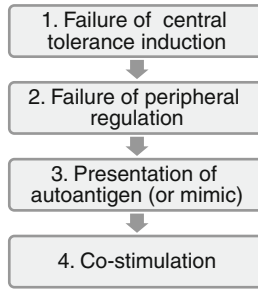 1. Failure of central
tolerance induction
2. Failure of peripheral
regulation
3. Presentation of
autoantigen (or mimic)
4. Co-stimulation